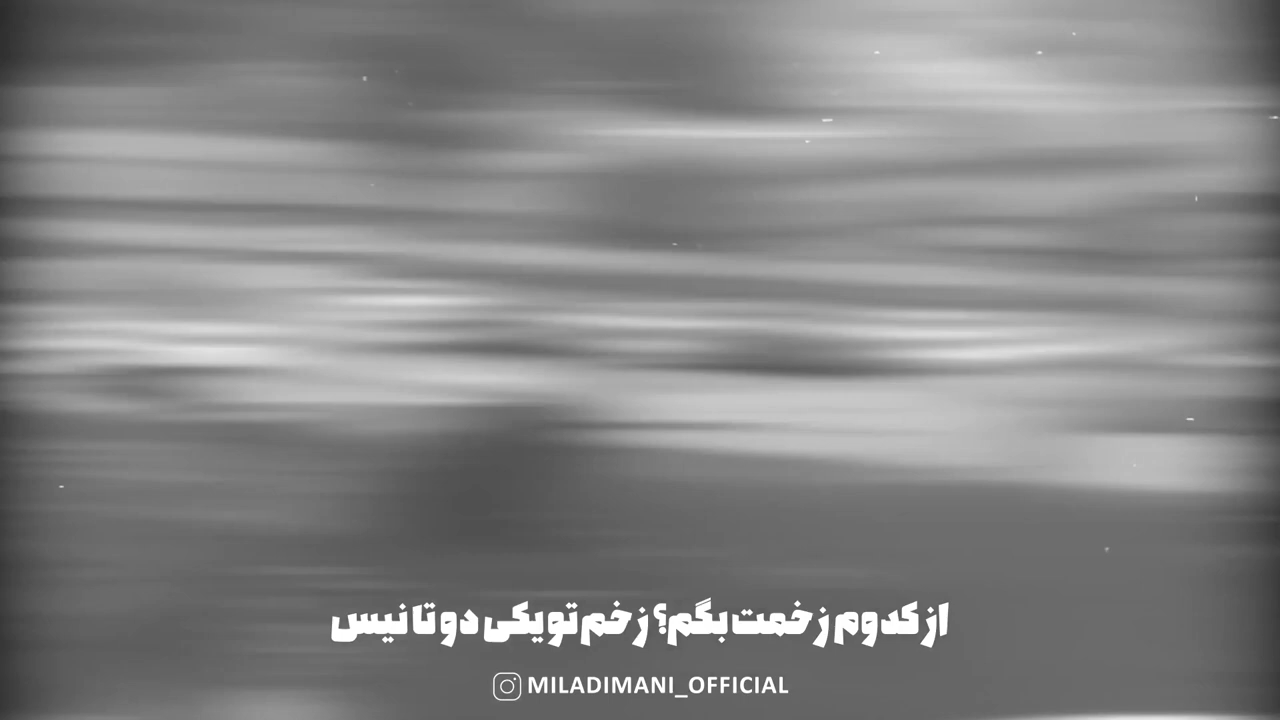 از کدوم زخمت بگم؟ زخم تو یکی دوتا نیس
MILADIMANI_OFFICIAL